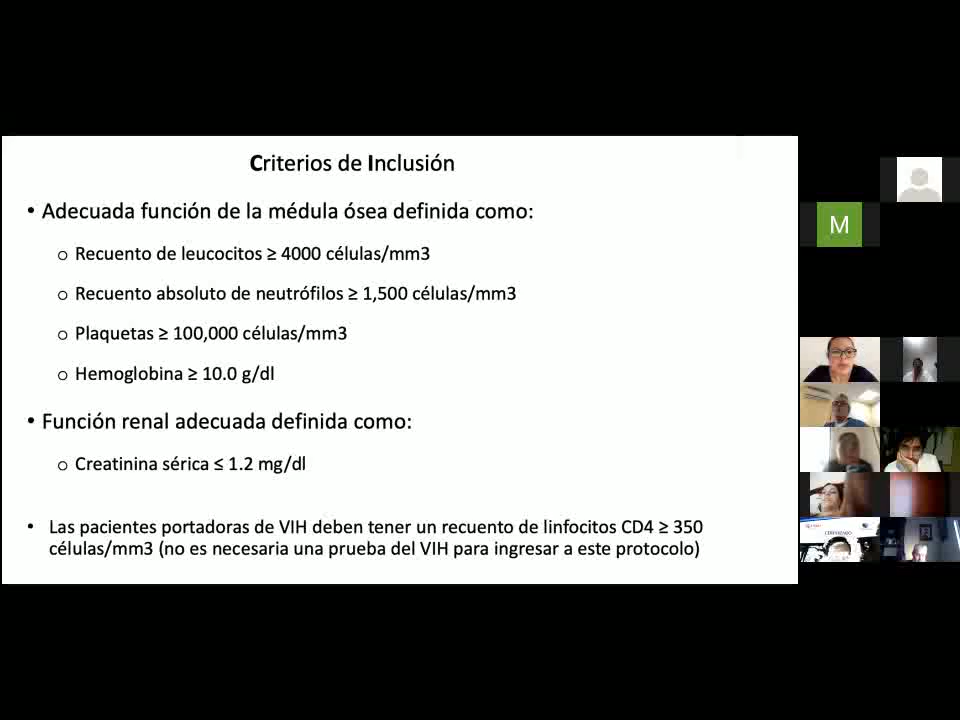 Criterios de Inclusión
• Adecuada función de la médula ósea definida como:
o Recuento de leucocitos ≥ 4000 células/mm3
o Recuento absoluto de neutrófilos ≥ 1,500 células/mm3
o Plaquetas ≥ 100,000 células/mm3
o Hemoglobina ≥ 10.0 g/dl
• Función renal adecuada definida como:
o Creatinina sérica ≤ 1.2 mg/dl
• Las pacientes portadoras de VIH deben tener un recuento de linfocitos CD4 ≥ 350
células/mm3 (no es necesaria una prueba del VIH para ingresar a este protocolo)
M